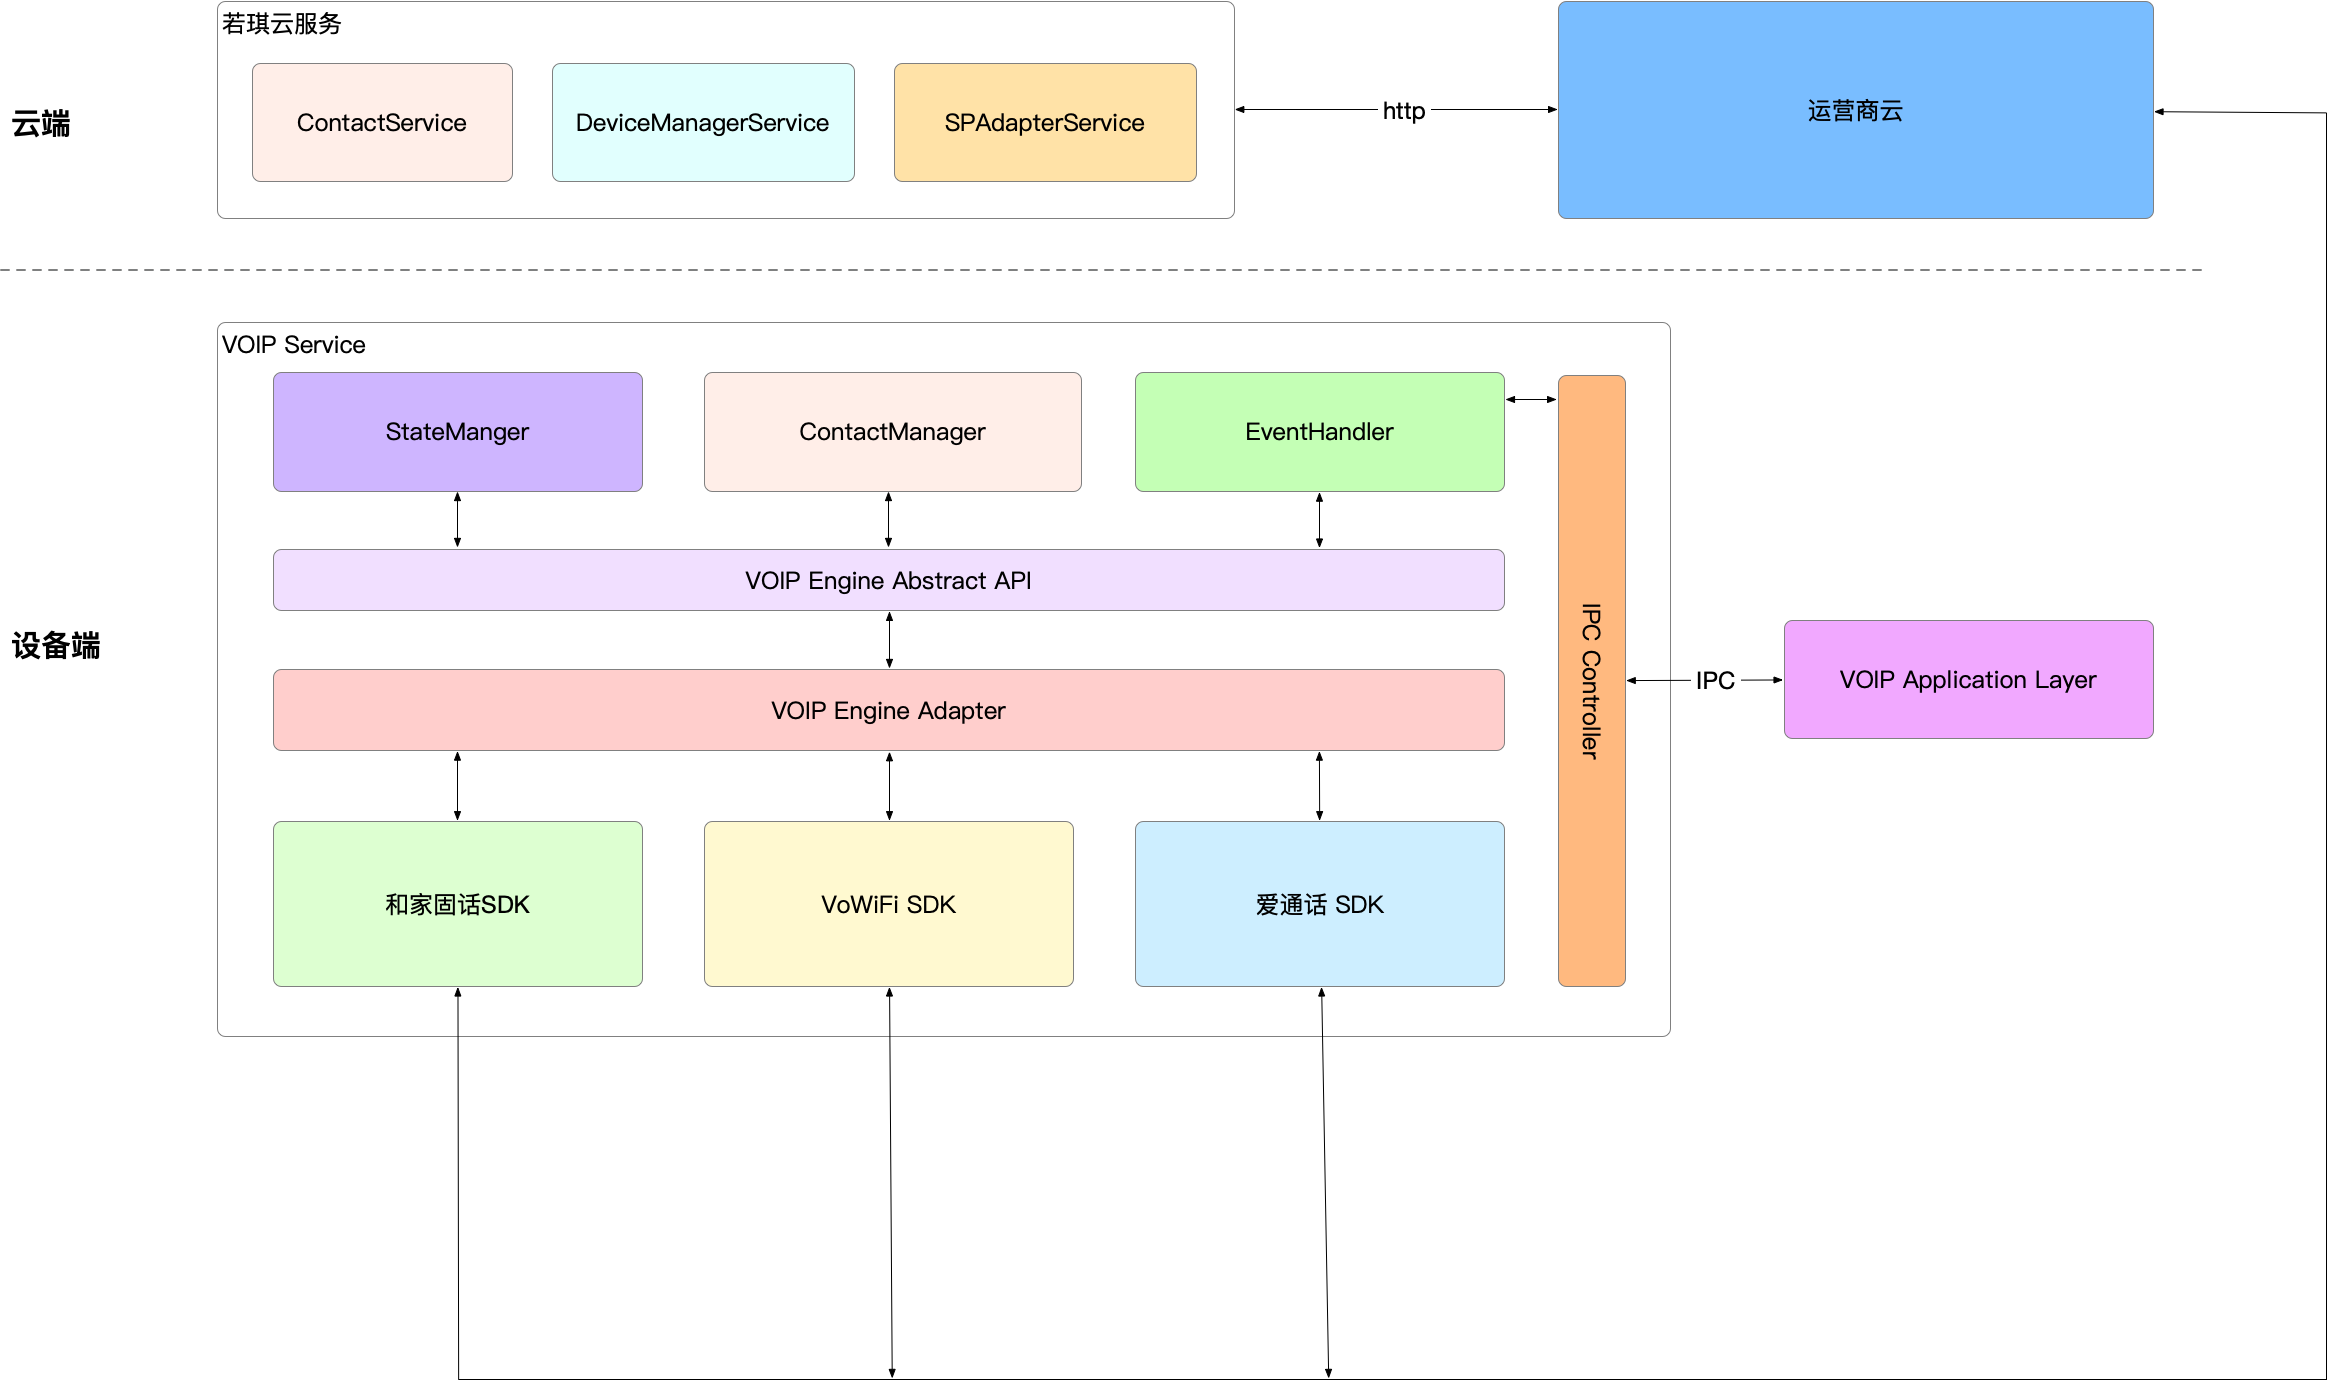 若琪云服务
云端
ContactService
DeviceManagerService
SPAdapterService
http
运营商云
VOIP Service
StateManger
ContactManager
EventHandler
VOIP Engine Abstract API
设备端
IPC Controller
IPC
VOIP Application Layer
VOIP Engine Adapter
和家固话SDK
VoWiFi SDK
爱通话 SDK